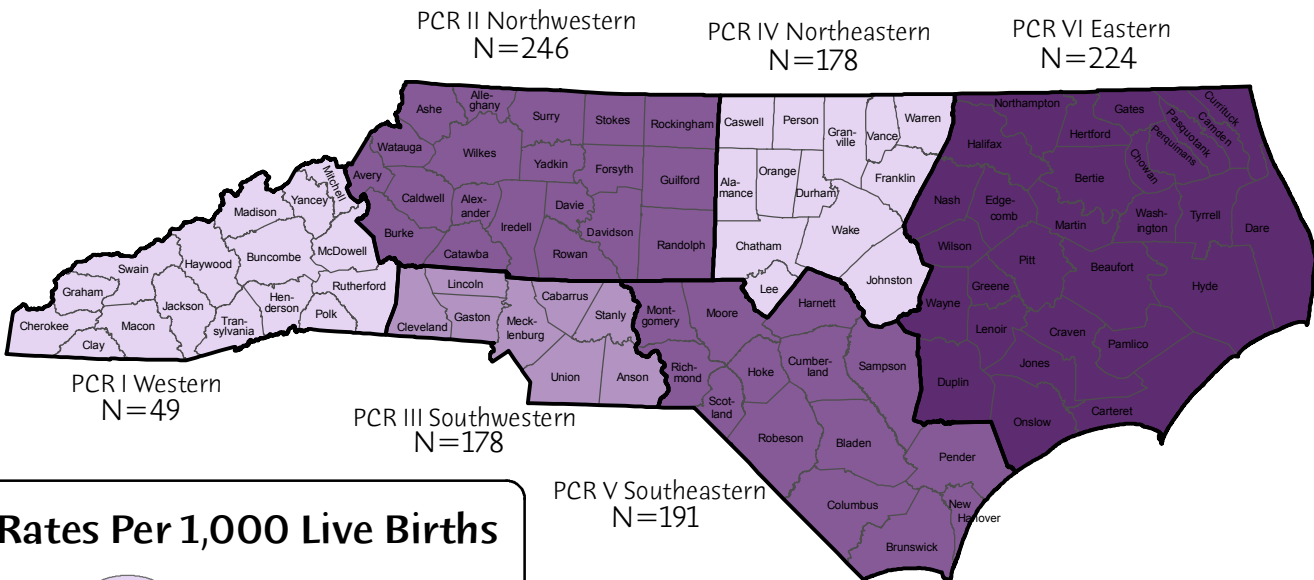 PCR II Northwestern
N=246
PCR IV Northeastern
N=178
PCR VI Eastern
N=224
Ashe
Alle-
ghany
Surry
Stokes
Rockingham
Watauga
Wilkes
Yadkin
Forsyth
Guilford
Avery
Caldwell
Alex-
ander
Iredell
Davie
Davidson
Randolph
Burke
Catawba
Rowan
Caswell
Person
Gran-
ville
Vance
Warren
Ala-
mance
Orange
Durham
Franklin
Wake
Chatham
Lee
Johnston
Northampton
Gates
Currituck
Camden
Pasquotank
Perquimans
Halifax
Hertford
Chowan
Bertie
Nash
Edge-
comb
Martin
Wash-
ington
Tyrrell
Dare
Wilson
Pitt
Beaufort
Hyde
Greene
Wayne
Lenoir
Craven
Pamlico
Jones
Duplin
Onslow
Carteret
Mitchell
Yancey
Madison
McDowell
Buncombe
Haywood
Swain
Rutherford
Graham
Jackson
Hen-
derson
Polk
Cherokee
Macon
Tran-
sylvania
Clay
PCR I Western
N=49
Lincoln
Cabarrus
Stanly
Cleveland
Gaston
Meck-
lenburg
Union
Anson
PCR III Southwestern
N=178
Mont-
gomery
Moore
Harnett
Rich-
mond
Hoke
Cumber-
land
Sampson
Scot-
land
Robeson
Bladen
Pender
Columbus
New
Hanover
Brunswick
PCR V Southeastern
N=191
Rates Per 1,000 Live Births